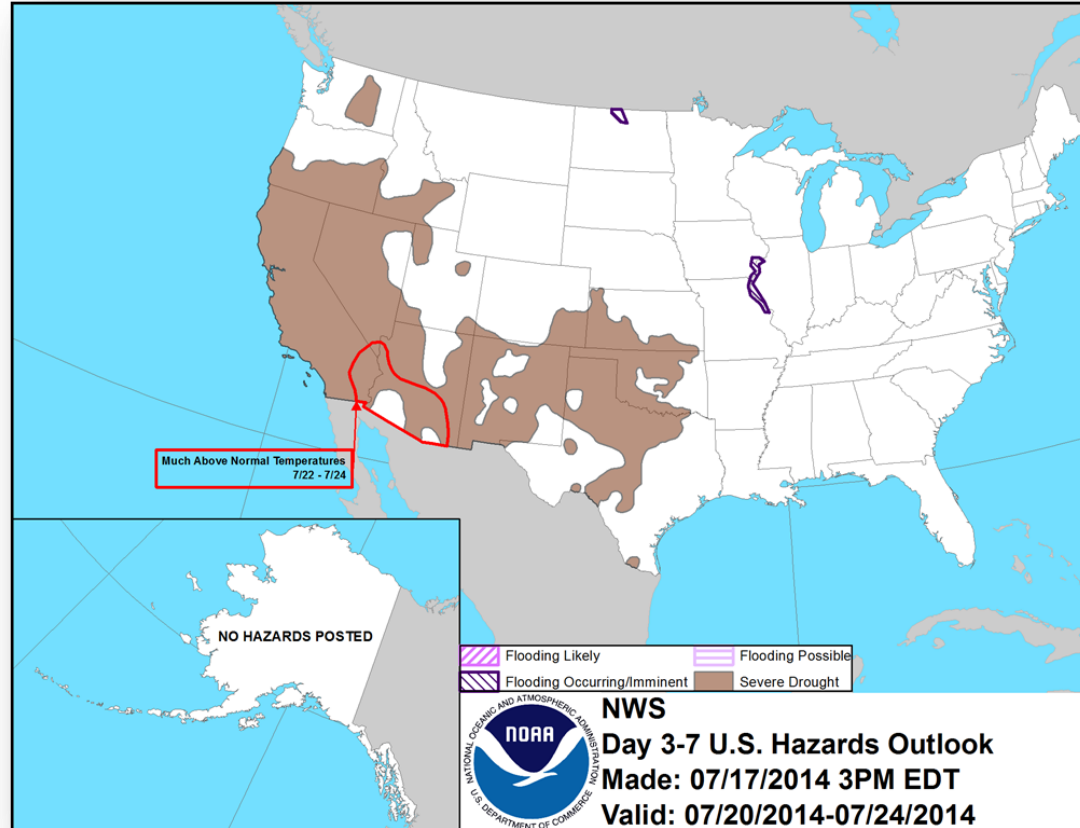 Much Above Normal Temperatures
7/22 - 7/24
NO HAZARDS POSTED
Flooding Likely
Flooding Possible
Flooding Occurring/Imminent
Severe Drought
NATIONAL OCEANIC AND ATMOSPHERIC ADMINISTRATION
NOAA
U.S. DEPARTMENT OF COMMERCE
NWS
Day 3-7 U.S. Hazards Outlook
Made: 07/17/2014 3PM EDT
Valid: 07/20/2014-07/24/2014